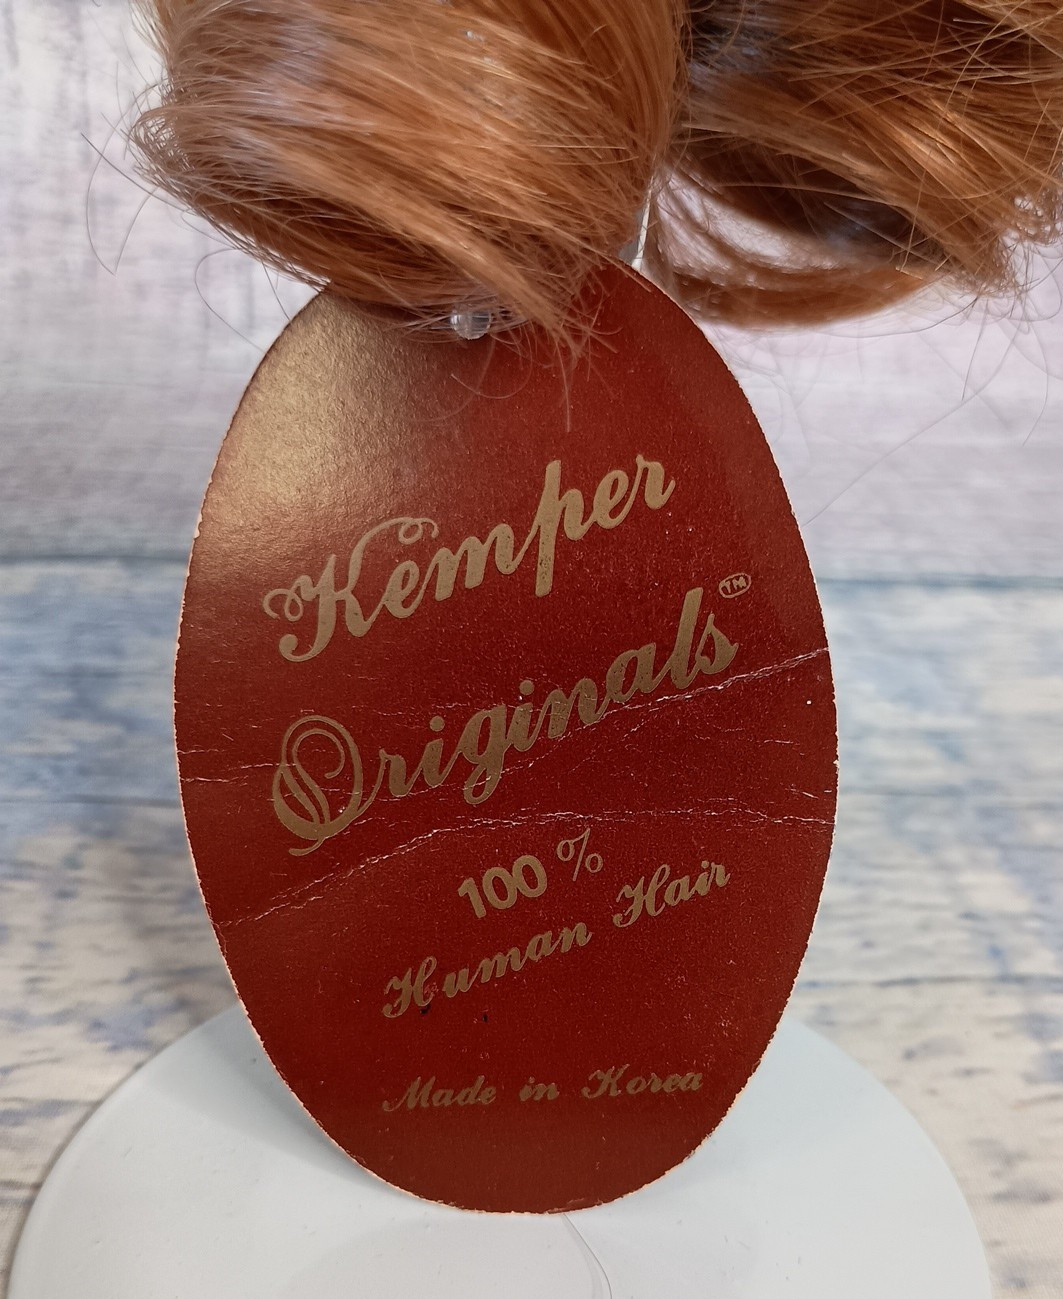 Kemper
Originals™
100%
Human Hair
Made in Korea